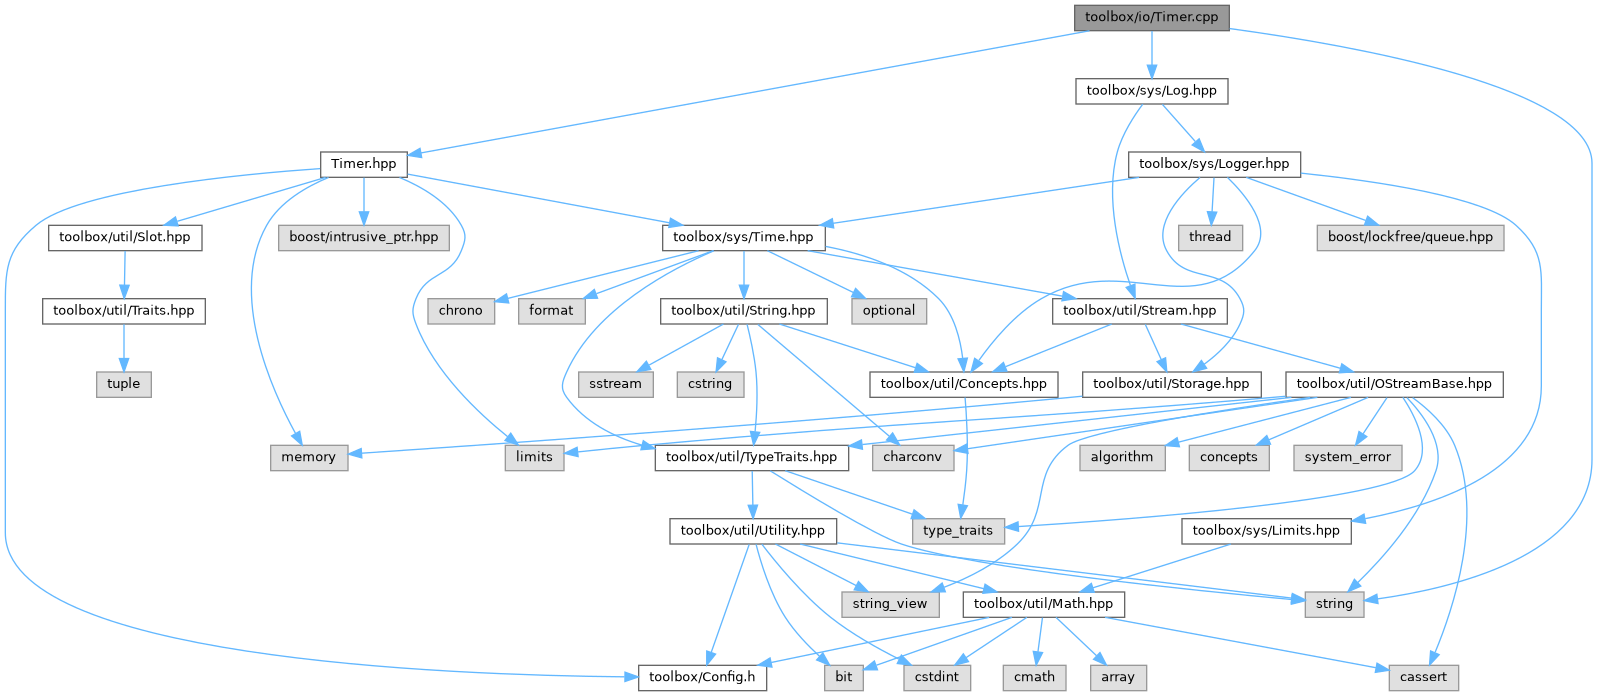 toolbox/io/Timer.cpp
toolbox/sys/Log.hpp
Timer.hpp
toolbox/sys/Logger.hpp
toolbox/util/Slot.hpp
boost/intrusive_ptr.hpp
toolbox/sys/Time.hpp
thread
boost/lockfree/queue.hpp
toolbox/util/Traits.hpp
chrono
format
toolbox/util/String.hpp
optional
toolbox/util/Stream.hpp
tuple
sstream
cstring
toolbox/util/Concepts.hpp
toolbox/util/Storage.hpp
toolbox/util/OStreamBase.hpp
memory
limits
toolbox/util/TypeTraits.hpp
charconv
algorithm
concepts
system_error
toolbox/util/Utility.hpp
type_traits
toolbox/sys/Limits.hpp
string_view
toolbox/util/Math.hpp
string
toolbox/Config.h
bit
cstdint
cmath
array
cassert